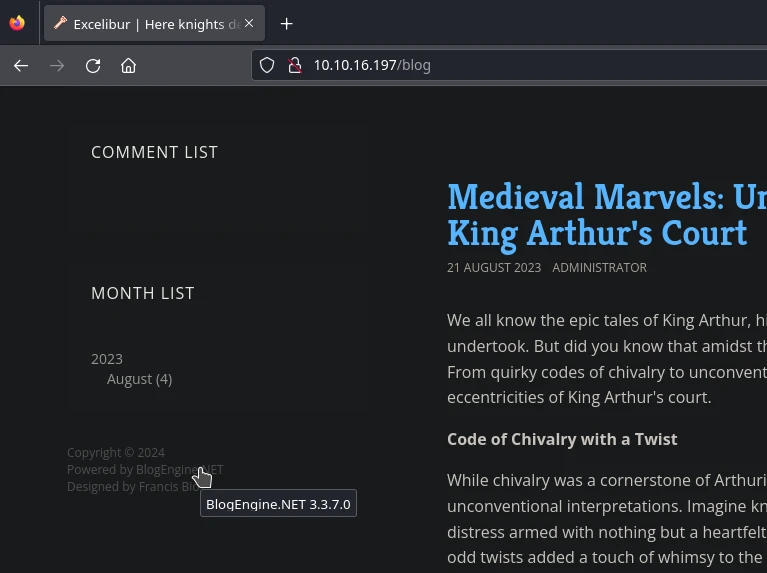 Excelibur | Here knights d
10.10.16.197/blog
COMMENT LIST
MONTH LIST
2023
August (4)
Copyright © 2024
Powered by BlogEngine.NET
Designed by Francis Bio
BlogEngine.NET 3.3.7.0
Medieval Marvels: Un
King Arthur's Court
21 AUGUST 2023 ADMINISTRATOR
We all know the epic tales of King Arthur, hi
undertook. But did you know that amidst th
From quirky codes of chivalry to unconvent
eccentricities of King Arthur's court.
Code of Chivalry with a Twist
While chivalry was a cornerstone of Arthuri
unconventional interpretations. Imagine kn
distress armed with nothing but a heartfelt
odd twists added a touch of whimsy to the